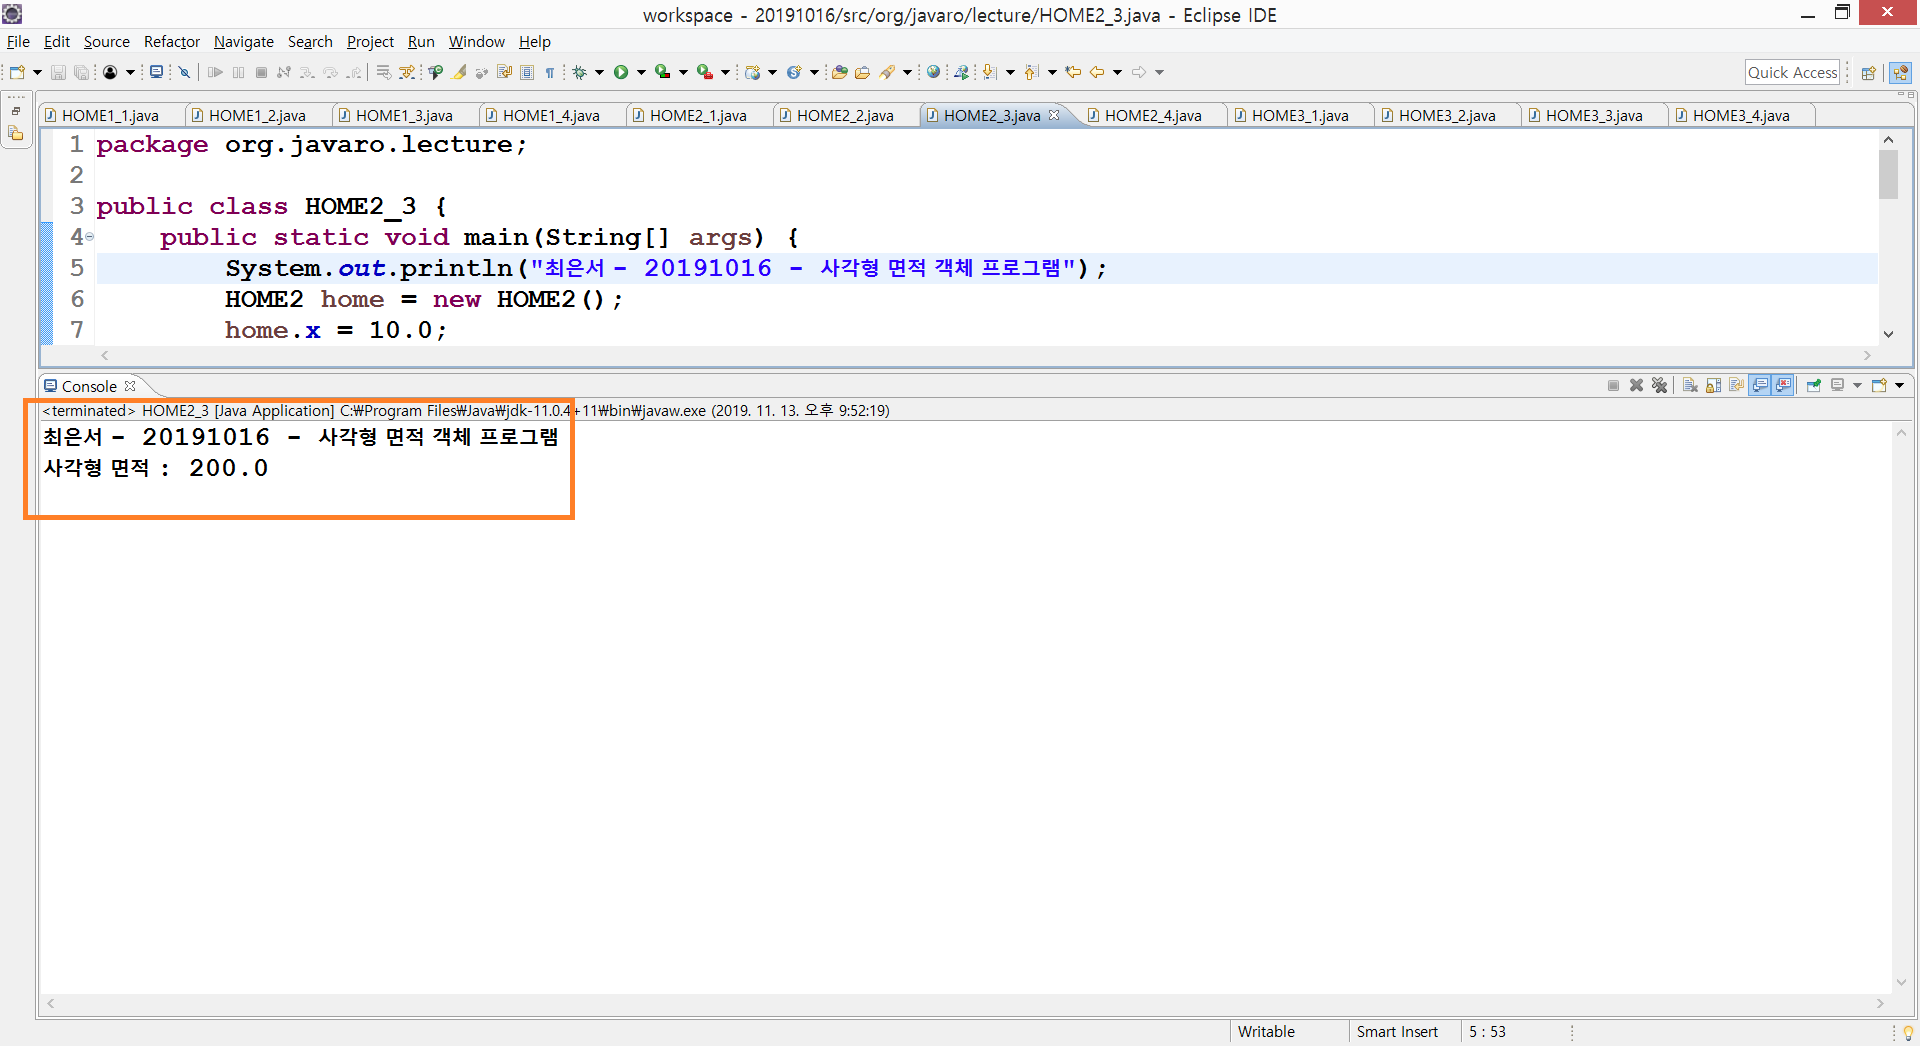 workspace - 20191016/src/org/javaro/lecture/HOME2_3.java - Eclipse IDE
File Edit Source Refactor Navigate Search Project Run Window Help
Quick Access
HOME1_1.java HOME1_2.java HOME1_3.java HOME1_4.java HOME2_1.java HOME2_2.java HOME2_3.java HOME2_4.java HOME3_1.java HOME3_2.java HOME3_3.java HOME3_4.java
1 package org.javaro.lecture;
2
3 public class HOME2_3 {
4 public static void main(String[] args) {
5 System.out.println("최은서 - 20191016 - 사각형 면적 객체 프로그램");
6 HOME2 home = new HOME2();
7 home.x = 10.0;
Console
<terminated> HOME2_3 [Java Application] C:₩Program Files₩Java₩jdk-11.0.4+11₩bin₩javaw.exe (2019. 11. 13. 오후 9:52:19)
최은서 - 20191016 - 사각형 면적 객체 프로그램
사각형 면적 : 200.0
Writable Smart Insert 5 : 53